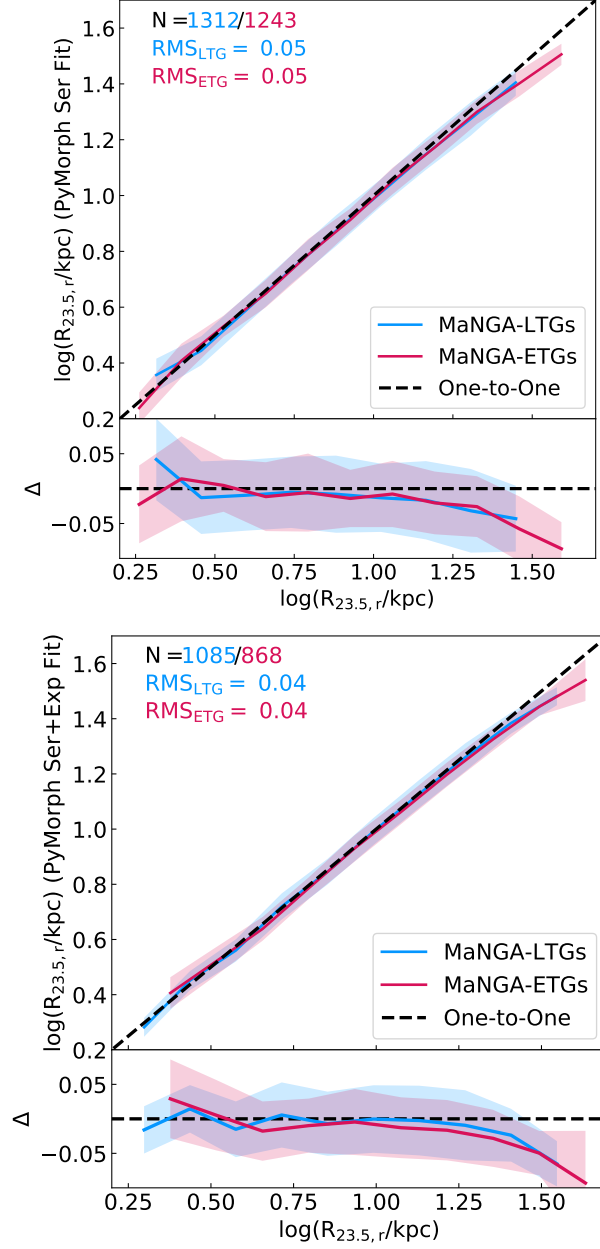 N =1312/1243
RMS_LTG = 0.05
RMS_ETG = 0.05
log(R_23.5, r/kpc) (PyMorph Ser Fit)
1.6
1.4
1.2
1.0
0.8
0.6
0.4
0.2
MaNGA-LTGs
MaNGA-ETGs
One-to-One
Δ
0.05
−0.05
0.25 0.50 0.75 1.00 1.25 1.50
log(R_23.5, r/kpc)
N =1085/868
RMS_LTG = 0.04
RMS_ETG = 0.04
log(R_23.5, r/kpc) (PyMorph Ser+Exp Fit)
1.6
1.4
1.2
1.0
0.8
0.6
0.4
0.2
MaNGA-LTGs
MaNGA-ETGs
One-to-One
Δ
0.05
−0.05
0.25 0.50 0.75 1.00 1.25 1.50
log(R_23.5, r/kpc)